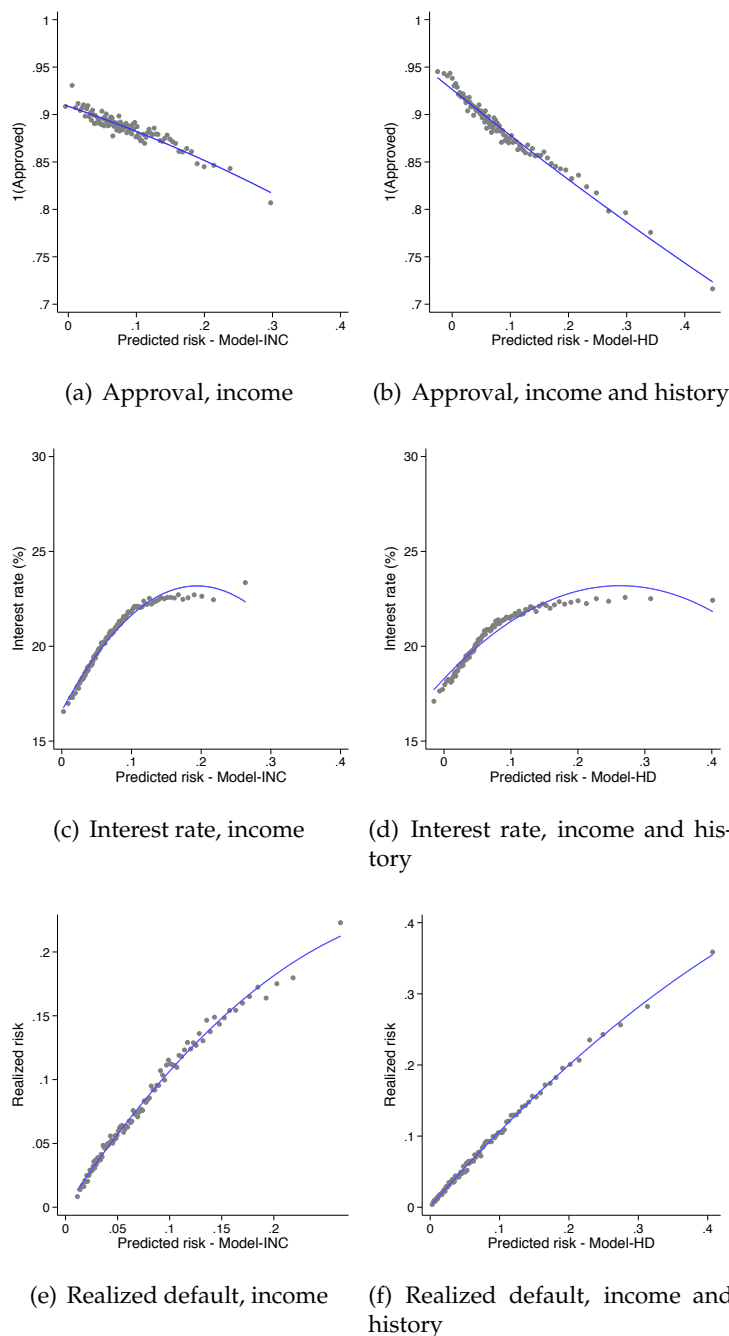 1
.95
.9
.85
.8
.75
.7
1(Approved)
0 .1 .2 .3 .4
Predicted risk - Model-INC
(a) Approval, income
1
.95
.9
.85
.8
.75
.7
1(Approved)
0 .1 .2 .3 .4
Predicted risk - Model-HD
(b) Approval, income and history
30
25
20
15
Interest rate (%)
0 .1 .2 .3 .4
Predicted risk - Model-INC
(c) Interest rate, income
30
25
20
15
Interest rate (%)
0 .1 .2 .3 .4
Predicted risk - Model-HD
(d) Interest rate, income and his-
tory
.2
.15
.1
.05
0
Realized risk
0 .05 .1 .15 .2
Predicted risk - Model-INC
(e) Realized default, income
.4
.3
.2
.1
0
Realized risk
0 .1 .2 .3 .4
Predicted risk - Model-HD
(f) Realized default, income and
history